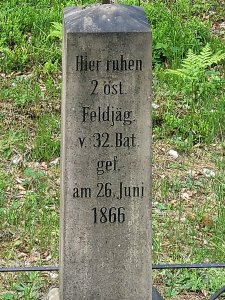 Hier ruhen
2 öst.
Feldjäg.
v. 32. Bat.
gef.
am 26. Juni
1866